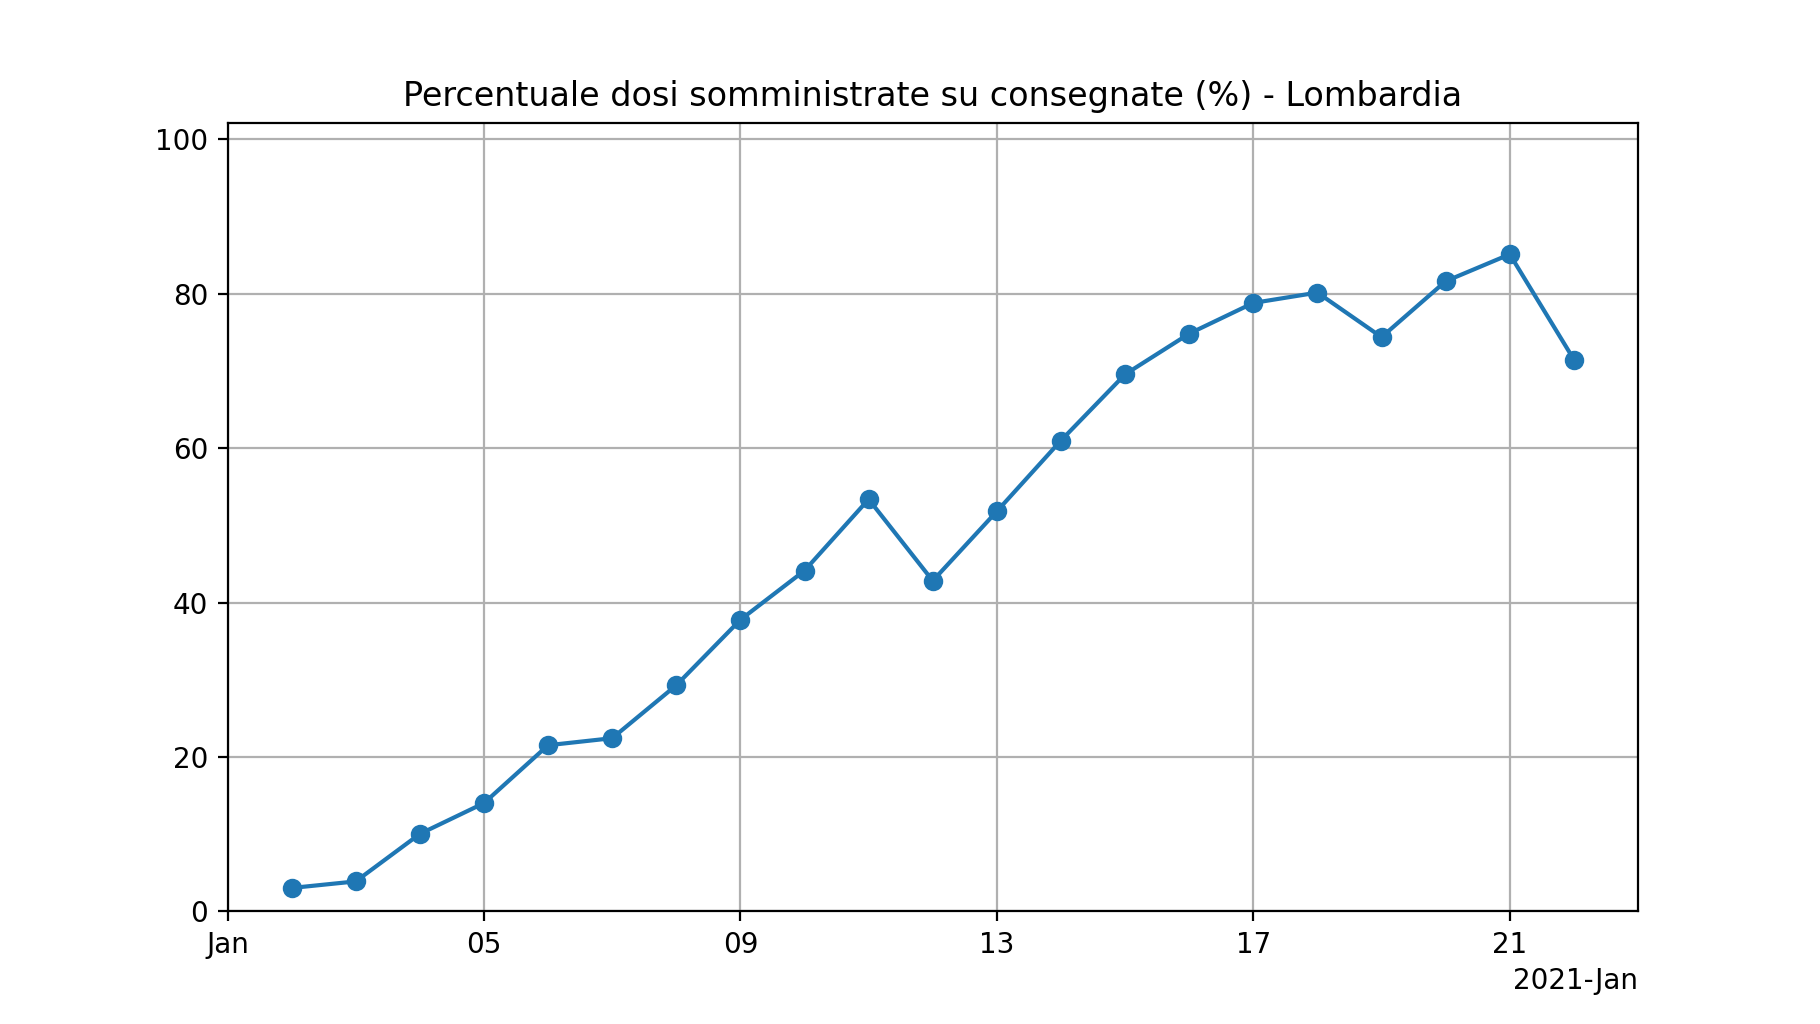 Percentuale dosi somministrate su consegnate (%) - Lombardia
100
80
60
40
20
0
Jan 05 09 13 17 21
2021-Jan